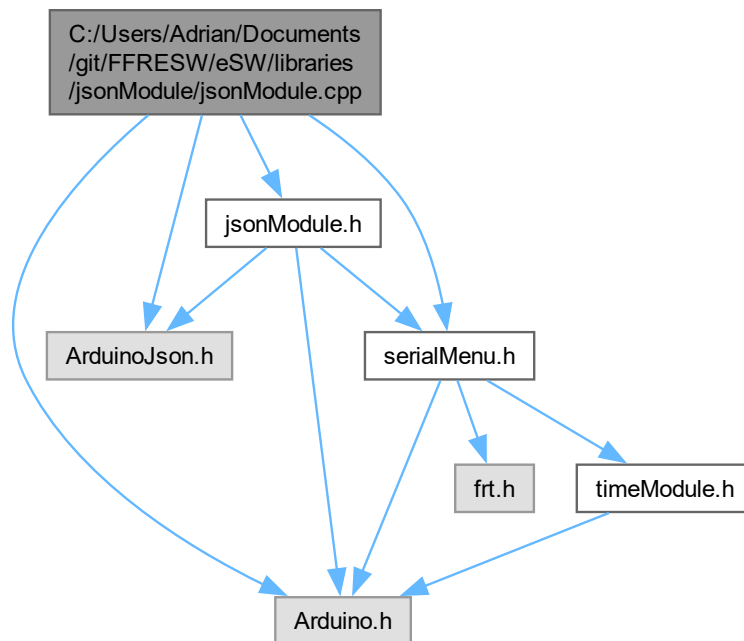 C:/Users/Adrian/Documents
/git/FFRESW/eSW/libraries
/jsonModule/jsonModule.cpp
jsonModule.h
ArduinoJson.h
serialMenu.h
frt.h
timeModule.h
Arduino.h